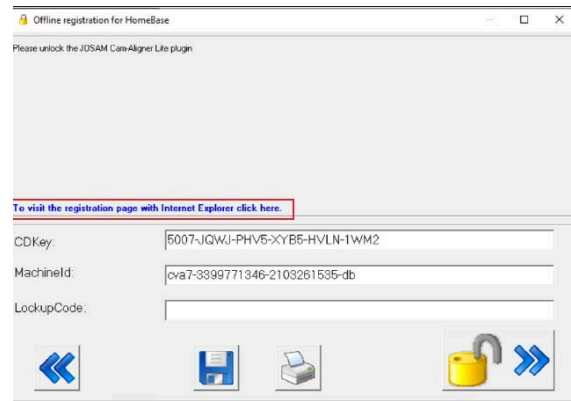 Offline registration for HomeBase
Please unlock the JOSAM Cam-Aligner Lite plugin
To visit the registration page with Internet Explorer click here.
CDKey: 5007-JQWJ-PHV5-XYB5-HVLN-1WM2
MachineId: cva7-3399771346-2103261535-db
LockupCode: